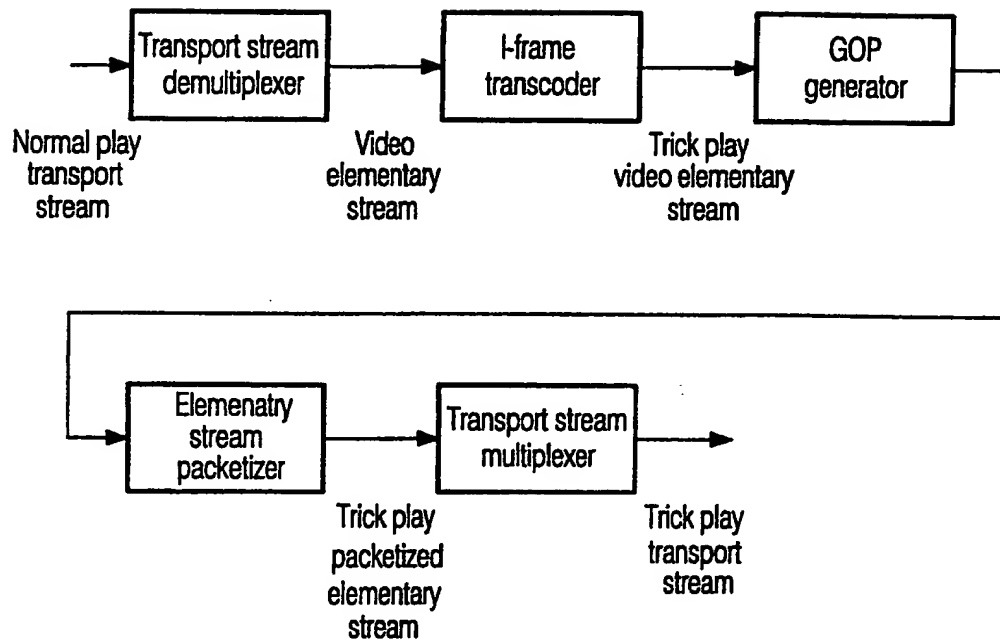 Transport stream
demultiplexer
I-frame
transcoder
GOP
generator
Normal play
transport
stream
Video
elementary
stream
Trick play
video elementary
stream
Elemenatry
stream
packetizer
Transport stream
multiplexer
Trick play
packetized
elementary
stream
Trick play
transport
stream